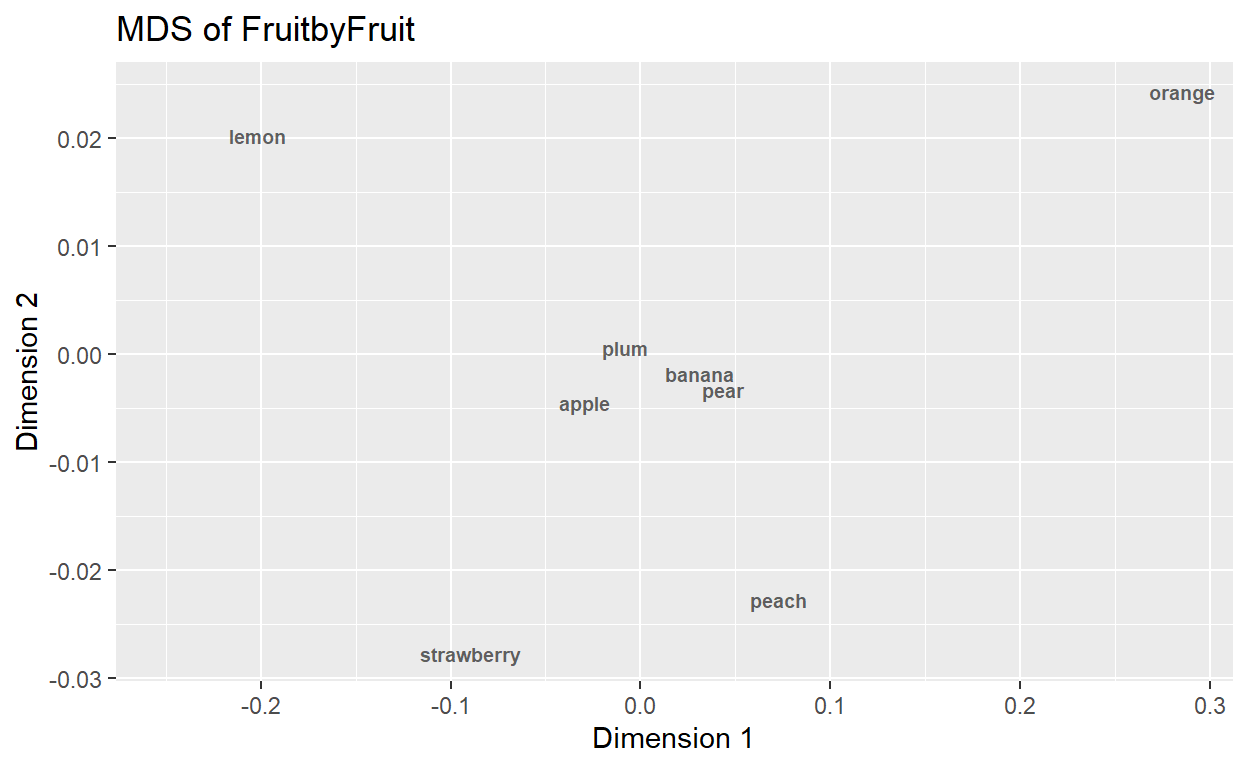 MDS of FruitbyFruit
orange
lemon
0.02
0.01
plum
0.00
banana
pear
apple
-0.01
-0.02
peach
strawberry
-0.03
Dimension 2
-0.2 -0.1 0.0 0.1 0.2 0.3
Dimension 1